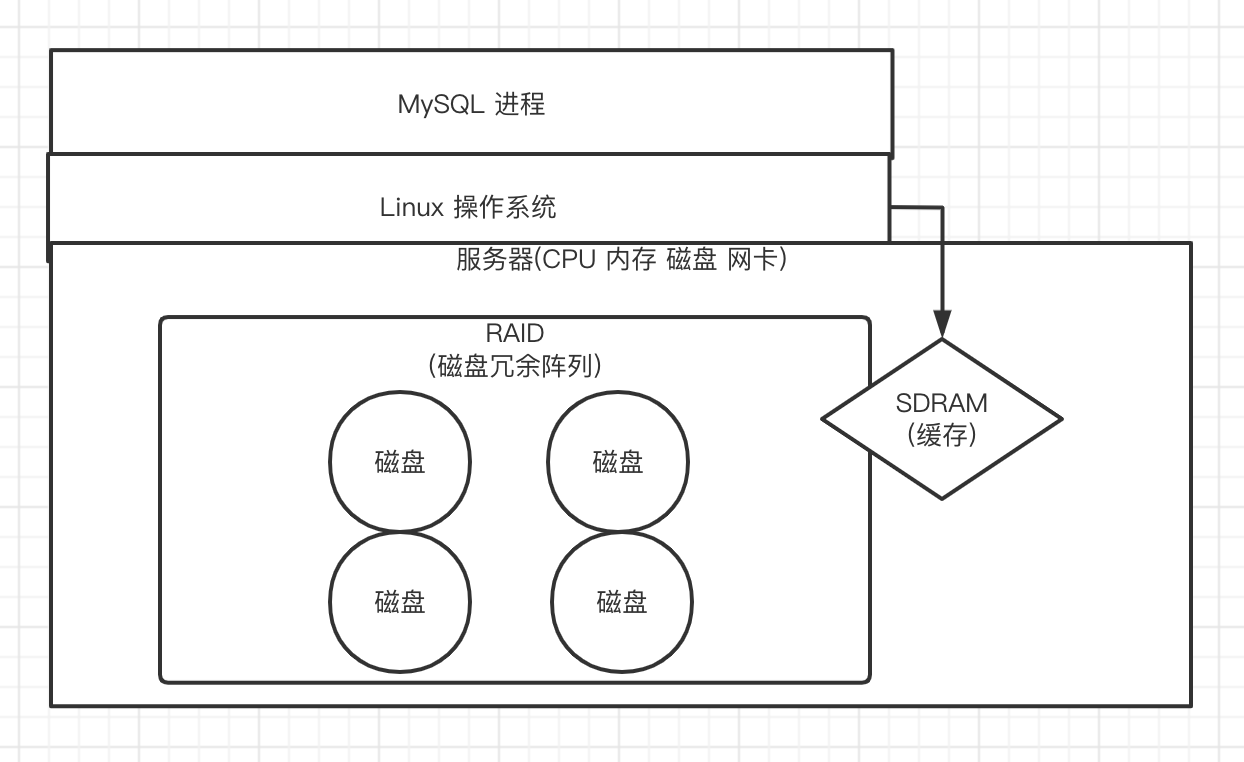 MySQL 进程
Linux 操作系统
服务器(CPU 内存 磁盘 网卡)
RAID
(磁盘冗余阵列)
SDRAM
(缓存)
磁盘
磁盘
磁盘
磁盘